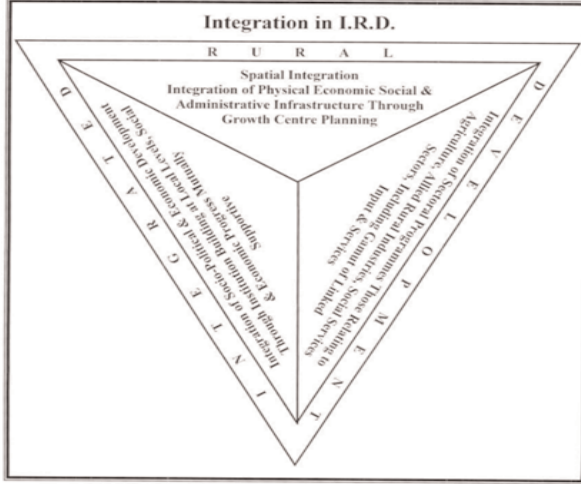 Integration in I.R.D.
R U R A L
Spatial Integration
Integration of Physical Economic Social &
Administrative Infrastructure Through
Growth Centre Planning
I N T E G R A T E D
Integration of Socio-Political & Economic Development
Through Institution Building at Local Levels, Social
& Economic Progress Mutually
Supportive
D E V E L O P M E N T
Integration of Sectoral Programmes Those Relating to
Agriculture, Allied Rural Industries, Social Services
Sectors, Including Gamut of Linked
Input & Services